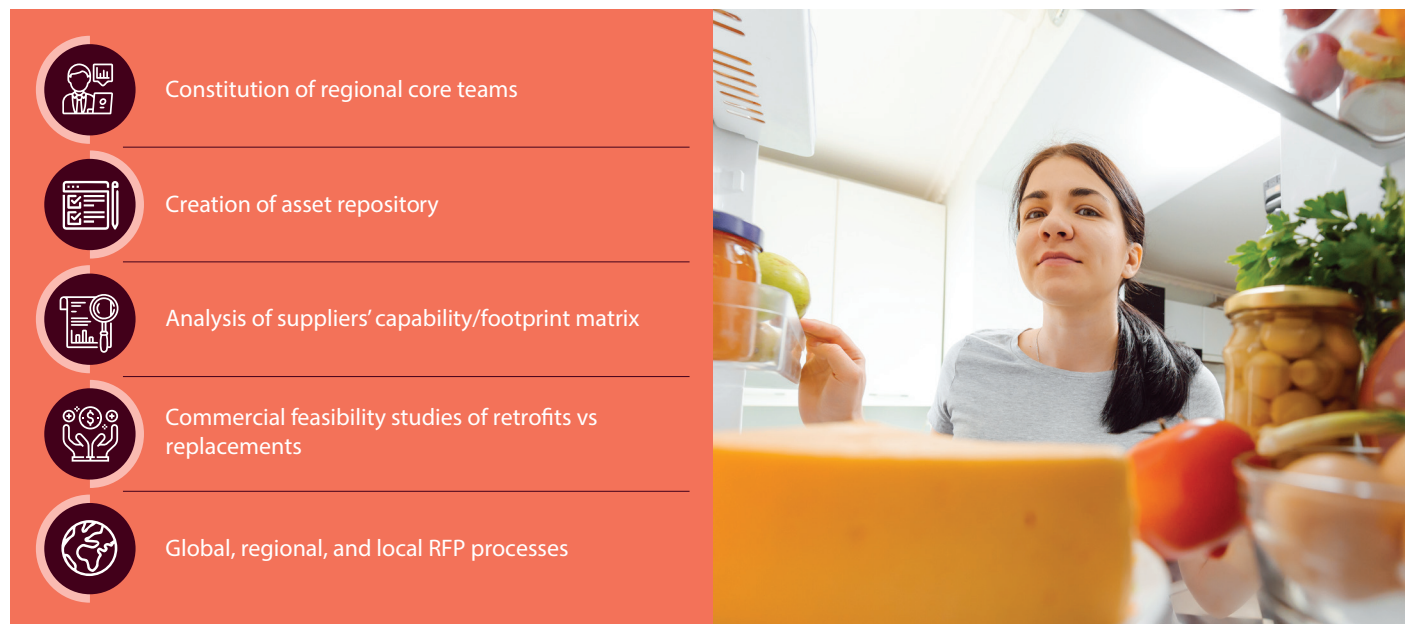 Constitution of regional core teams
Creation of asset repository
Analysis of suppliers’ capability/footprint matrix
Commercial feasibility studies of retrofits vs
replacements
Global, regional, and local RFP processes